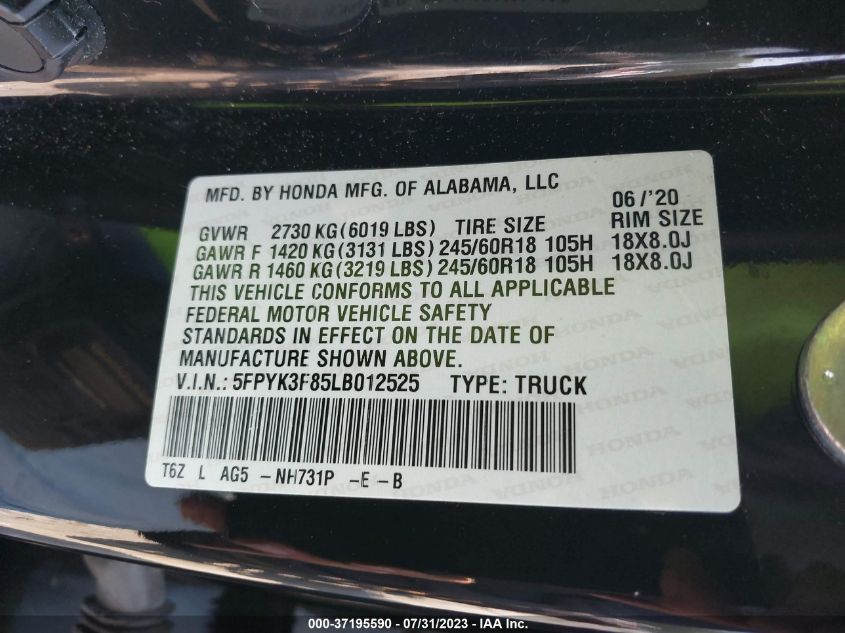 MFD. BY HONDA MFG. OF ALABAMA, LLC
06/'20
GVWR 2730 KG(6019 LBS) TIRE SIZE RIM SIZE
GAWR F 1420 KG(3131 LBS) 245/60R18 105H 18X8.0J
GAWR R 1460 KG(3219 LBS) 245/60R18 105H 18X8.0J
THIS VEHICLE CONFORMS TO ALL APPLICABLE
FEDERAL MOTOR VEHICLE SAFETY
STANDARDS IN EFFECT ON THE DATE OF
MANUFACTURE SHOWN ABOVE.
V.I.N.: 5FPYK3F85LB012525 TYPE: TRUCK
T6Z L AG5 -NH731P -E -B
000-37195590 - 07/31/2023 - IAA Inc.